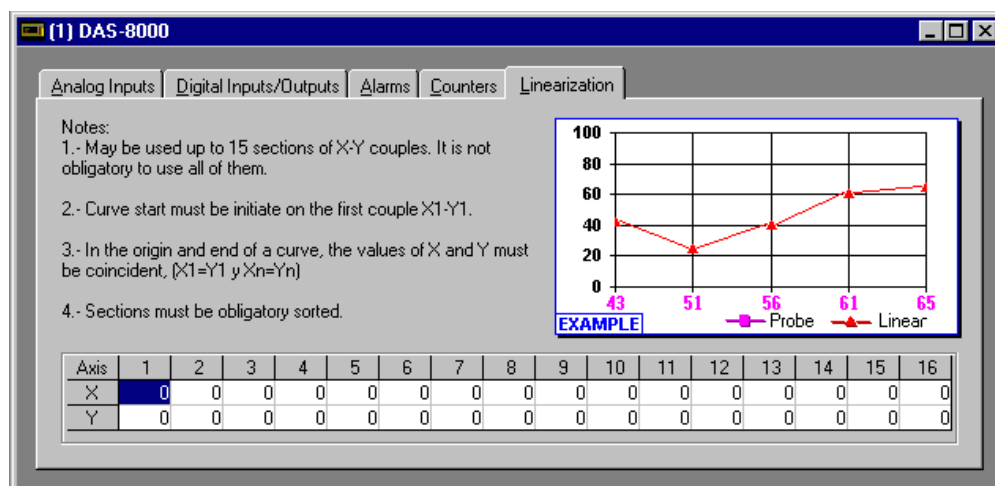 (1) DAS-8000
Analog Inputs Digital Inputs/Outputs Alarms Counters Linearization
Notes:
1.- May be used up to 15 sections of X-Y couples. It is not
obligatory to use all of them.
2.- Curve start must be initiate on the first couple X1-Y1.
3.- In the origin and end of a curve, the values of X and Y must
be coincident, (X1=Y1 y Xn=Yn)
4.- Sections must be obligatory sorted.
100
80
60
40
20
0
43 51 56 61 65
EXAMPLE Probe Linear
Axis 1 2 3 4 5 6 7 8 9 10 11 12 13 14 15 16
X 0 0 0 0 0 0 0 0 0 0 0 0 0 0 0 0
Y 0 0 0 0 0 0 0 0 0 0 0 0 0 0 0 0